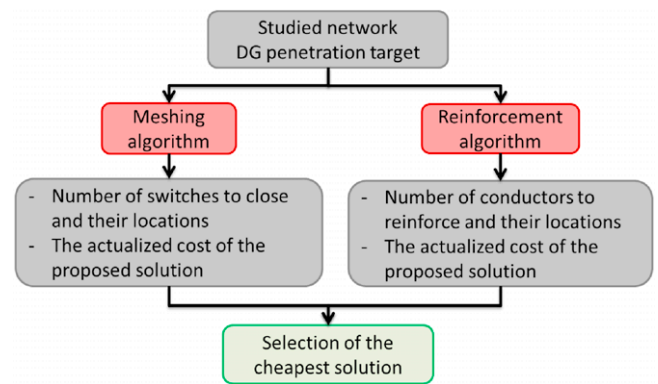 Studied network
DG penetration target
Meshing
algorithm
Reinforcement
algorithm
- Number of switches to close
and their locations
- The actualized cost of the
proposed solution
- Number of conductors to
reinforce and their locations
- The actualized cost of the
proposed solution
Selection of the
cheapest solution